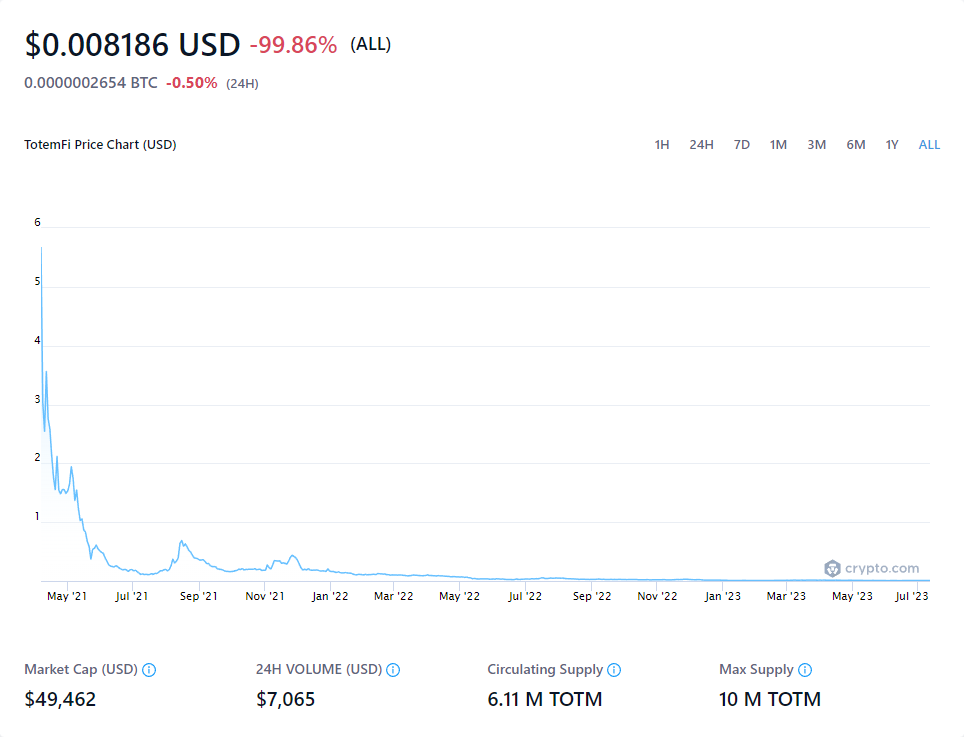 $0.008186 USD -99.86% (ALL)
0.0000002654 BTC -0.50% (24H)
TotemFi Price Chart (USD) 1H 24H 7D 1M 3M 6M 1Y ALL
6
5
4
3
2
1
crypto.com
May '21 Jul '21 Sep '21 Nov '21 Jan '22 Mar '22 May '22 Jul '22 Sep '22 Nov '22 Jan '23 Mar '23 May '23 Jul '23
Market Cap (USD) 24H VOLUME (USD) Circulating Supply Max Supply
$49,462 $7,065 6.11 M TOTM 10 M TOTM